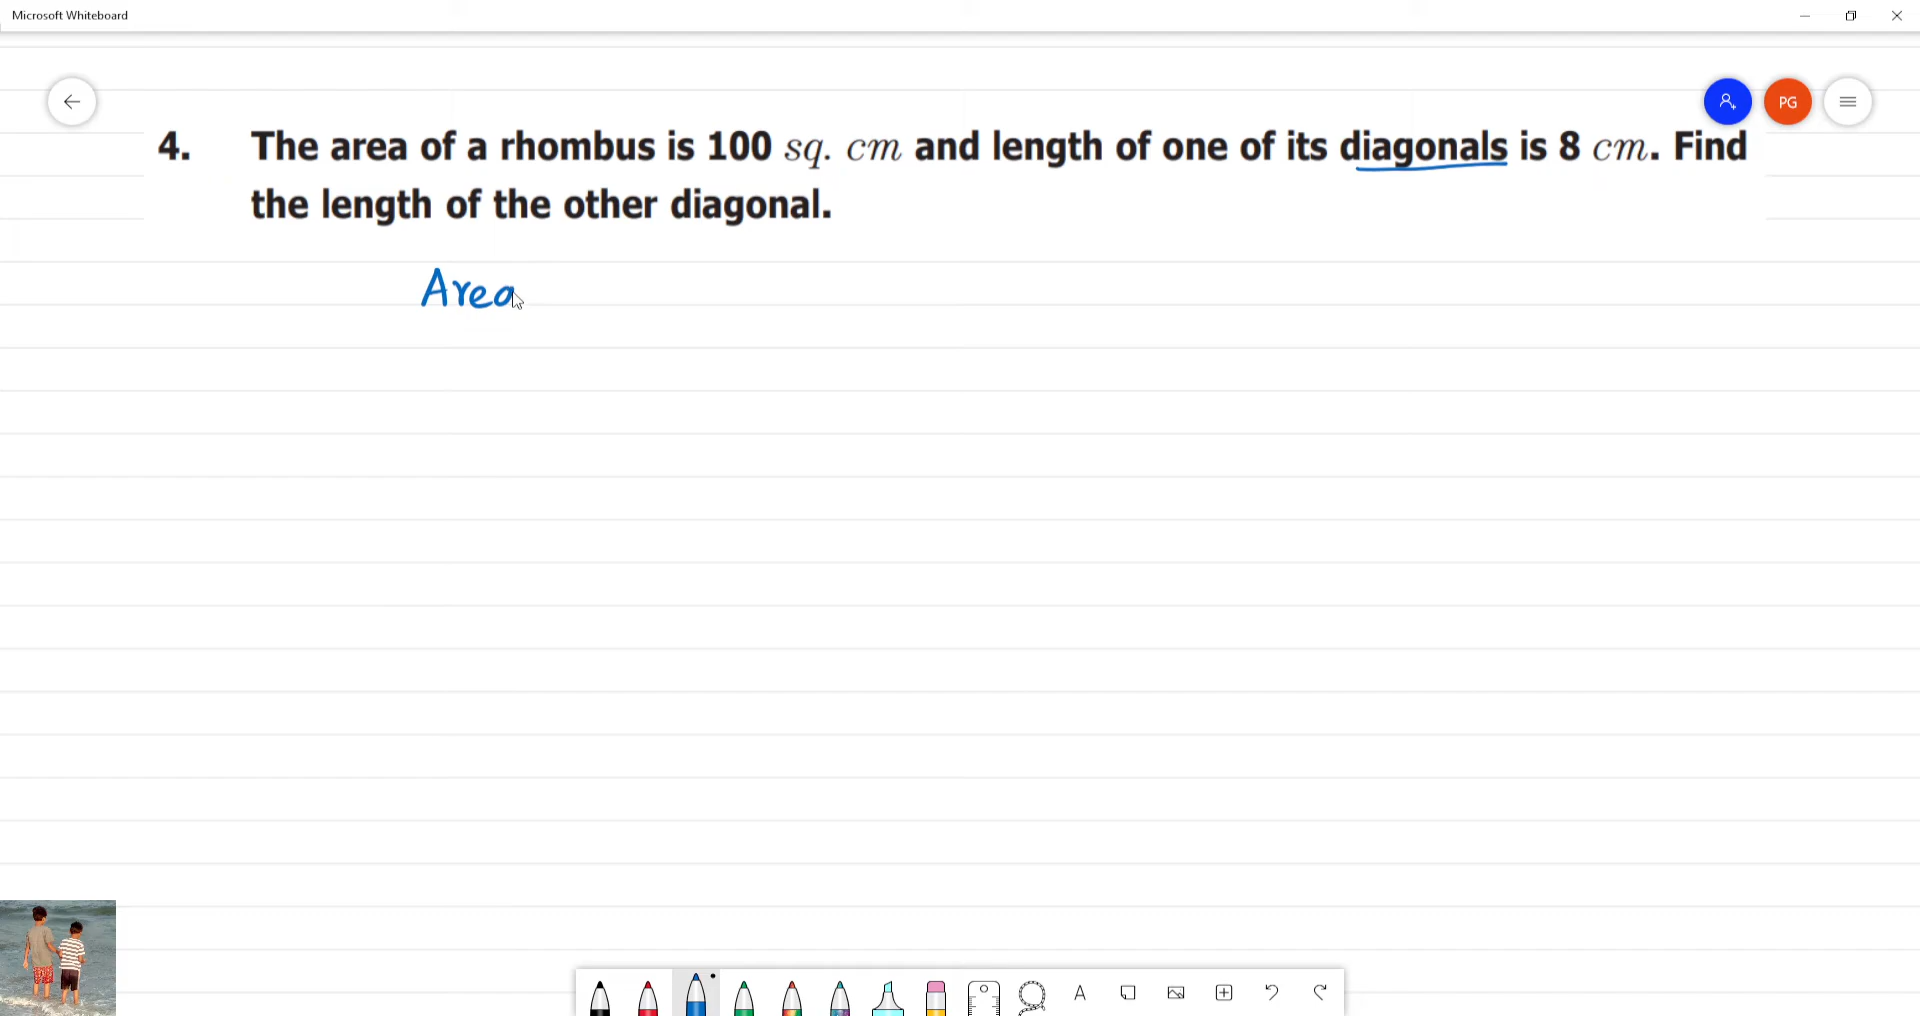 Microsoft Whiteboard
PG
4. The area of a rhombus is 100 sq. cm and length of one of its diagonals is 8 cm. Find
the length of the other diagonal.
Area
A